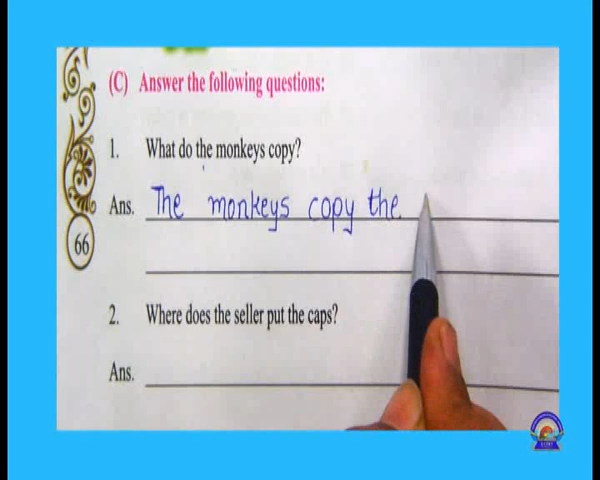 (C) Answer the following questions:
1. What do the monkeys copy?
Ans. The monkeys copy the
66
2. Where does the seller put the caps?
Ans.